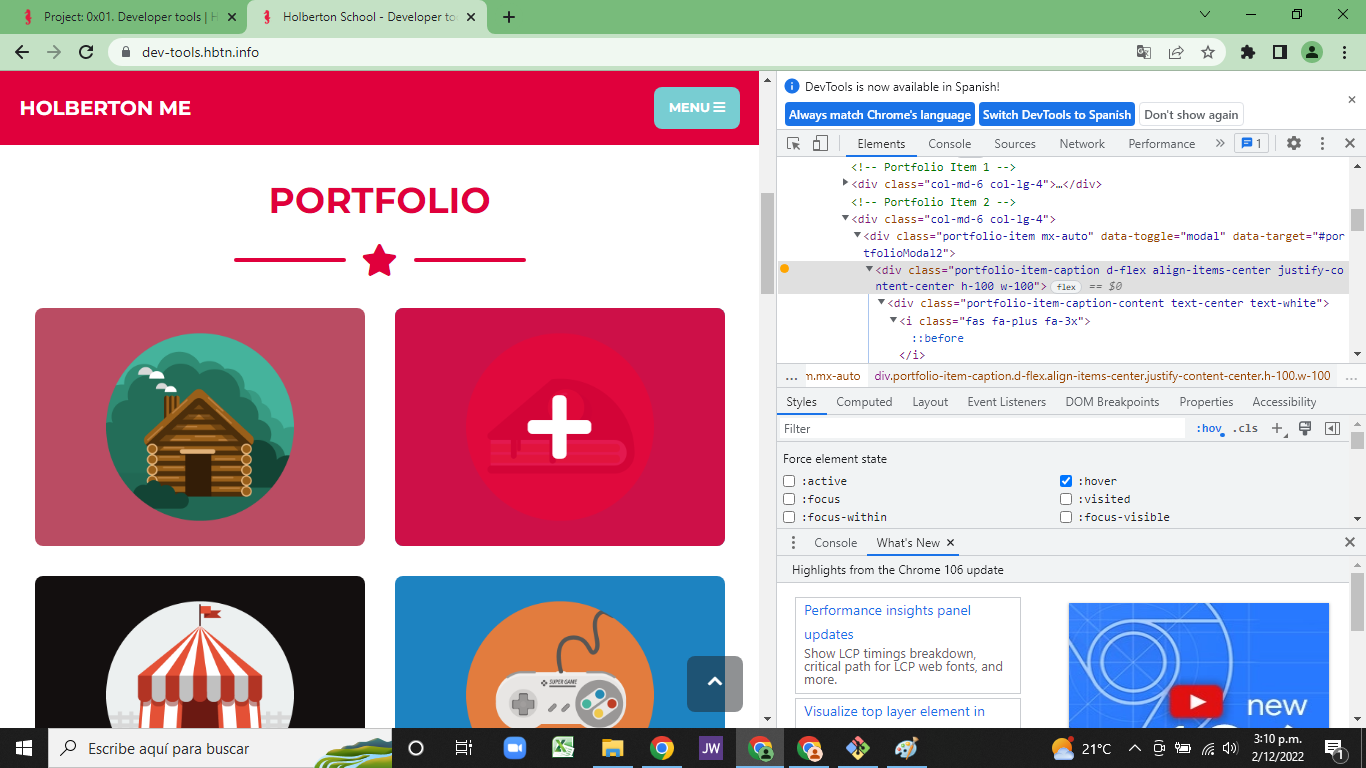 Project: 0x01. Developer tools | H
Holberton School - Developer to
dev-tools.hbtn.info
HOLBERTON ME
MENU
PORTFOLIO
SUPER GAME
DevTools is now available in Spanish!
Always match Chrome's language
Switch DevTools to Spanish
Don't show again
Elements
Console
Sources
Network
Performance
»
1
<!-- Portfolio Item 1 -->
<div class="col-md-6 col-lg-4">…</div>
<!-- Portfolio Item 2 -->
<div class="col-md-6 col-lg-4">
<div class="portfolio-item mx-auto" data-toggle="modal" data-target="#por
tfolioModal2">
<div class="portfolio-item-caption d-flex align-items-center justify-co
ntent-center h-100 w-100"> flex == $0
<div class="portfolio-item-caption-content text-center text-white">
<i class="fas fa-plus fa-3x">
::before
</i>
... m.mx-auto div.portfolio-item-caption.d-flex.align-items-center.justify-content-center.h-100.w-100 ...
Styles
Computed
Layout
Event Listeners
DOM Breakpoints
Properties
Accessibility
Filter
:hov
.cls
Force element state
:active
:hover
:focus
:visited
:focus-within
:focus-visible
Console
What's New
Highlights from the Chrome 106 update
Performance insights panel
updates
Show LCP timings breakdown,
critical path for LCP web fonts, and
more.
Visualize top layer element in
new
Escribe aquí para buscar
JW
21°C
3:10 p.m.
2/12/2022
1